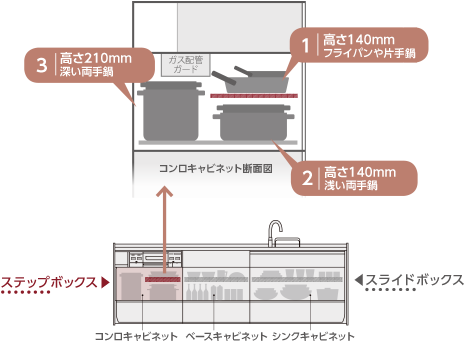 1 高さ140mm
フライパンや片手鍋
3 高さ210mm
深い両手鍋
ガス配管
ガード
コンロキャビネット断面図
2 高さ140mm
浅い両手鍋
ステップボックス
スライドボックス
コンロキャビネット ベースキャビネット シンクキャビネット